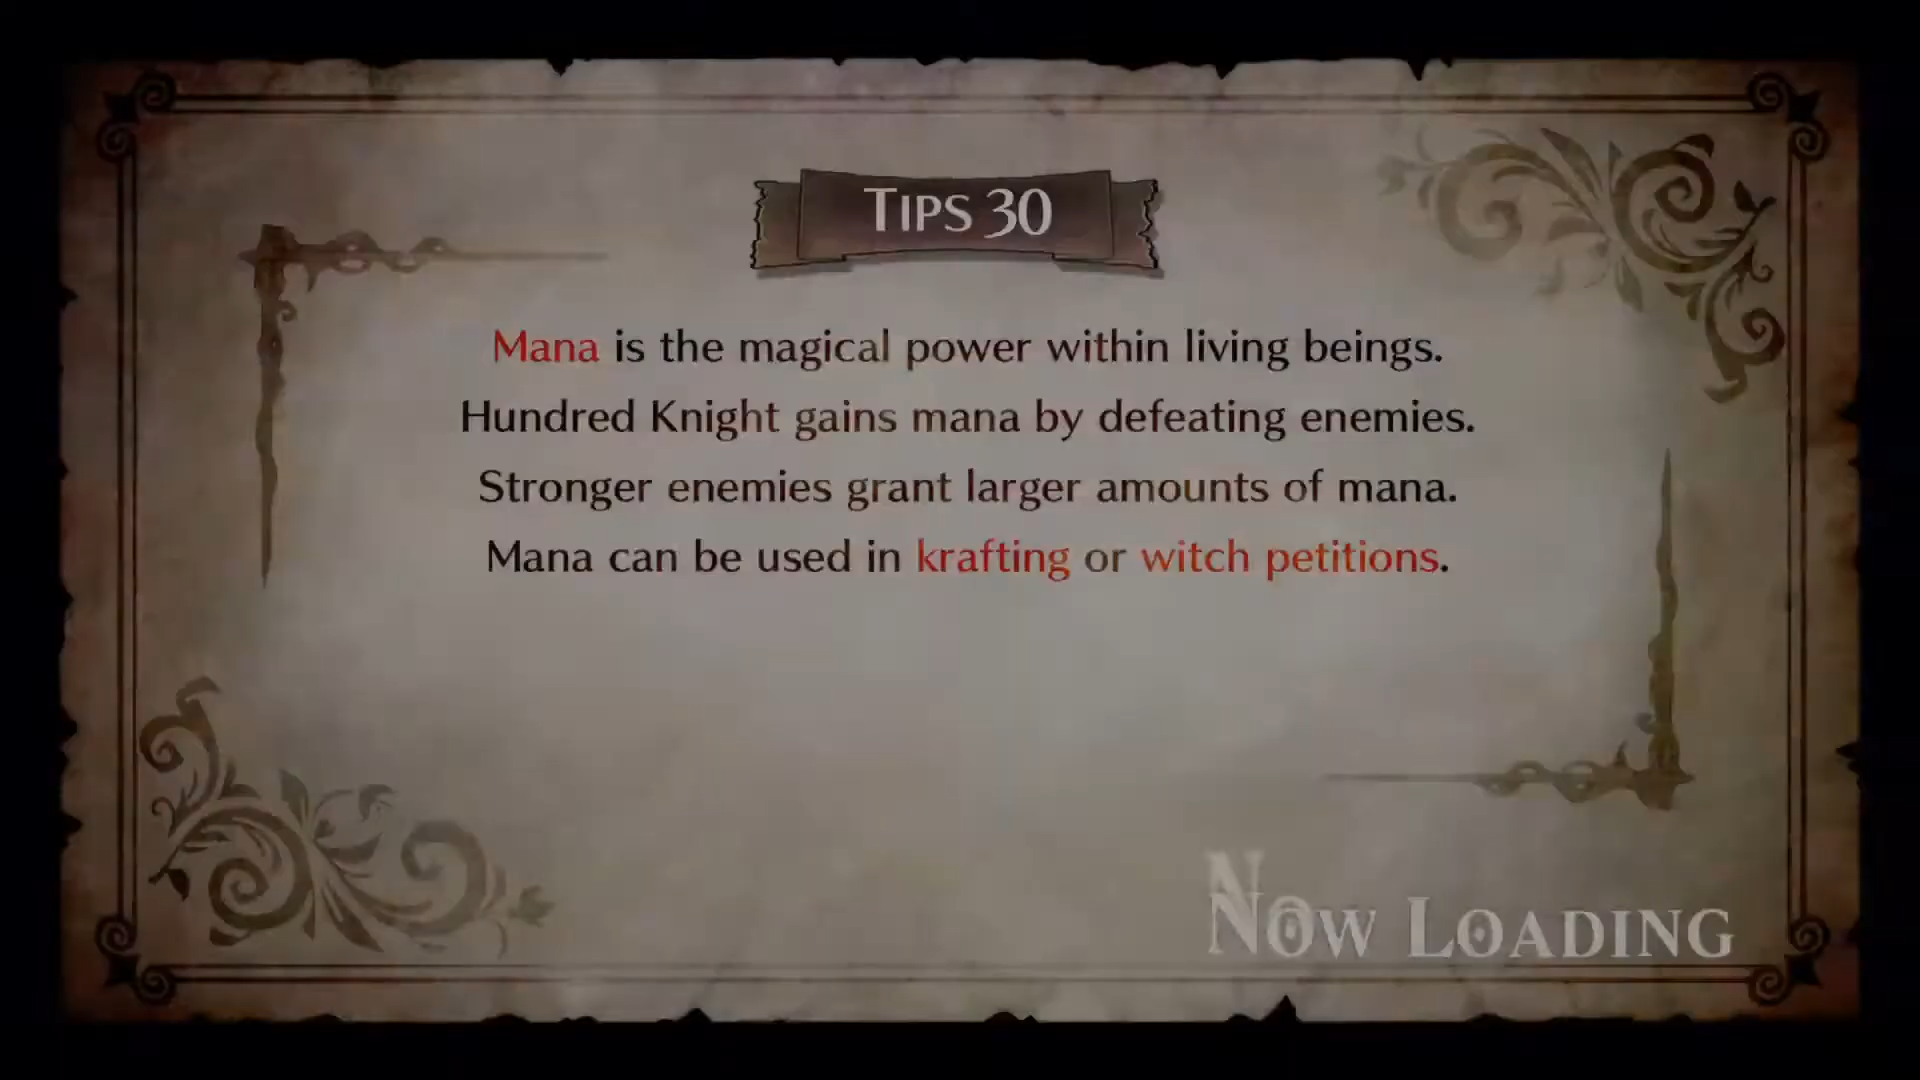 Tips 30
Mana is the magical power within living beings.
Hundred Knight gains mana by defeating enemies.
Stronger enemies grant larger amounts of mana.
Mana can be used in krafting or witch petitions.
Now Loading